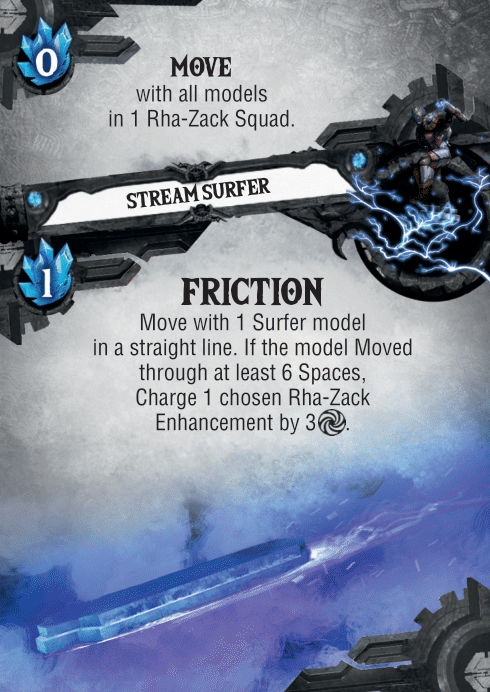 0
MOVE
with all models
in 1 Rha-Zack Squad.
STREAM SURFER
1
FRICTION
Move with 1 Surfer model
in a straight line. If the model Moved
through at least 6 Spaces,
Charge 1 chosen Rha-Zack
Enhancement by 3.